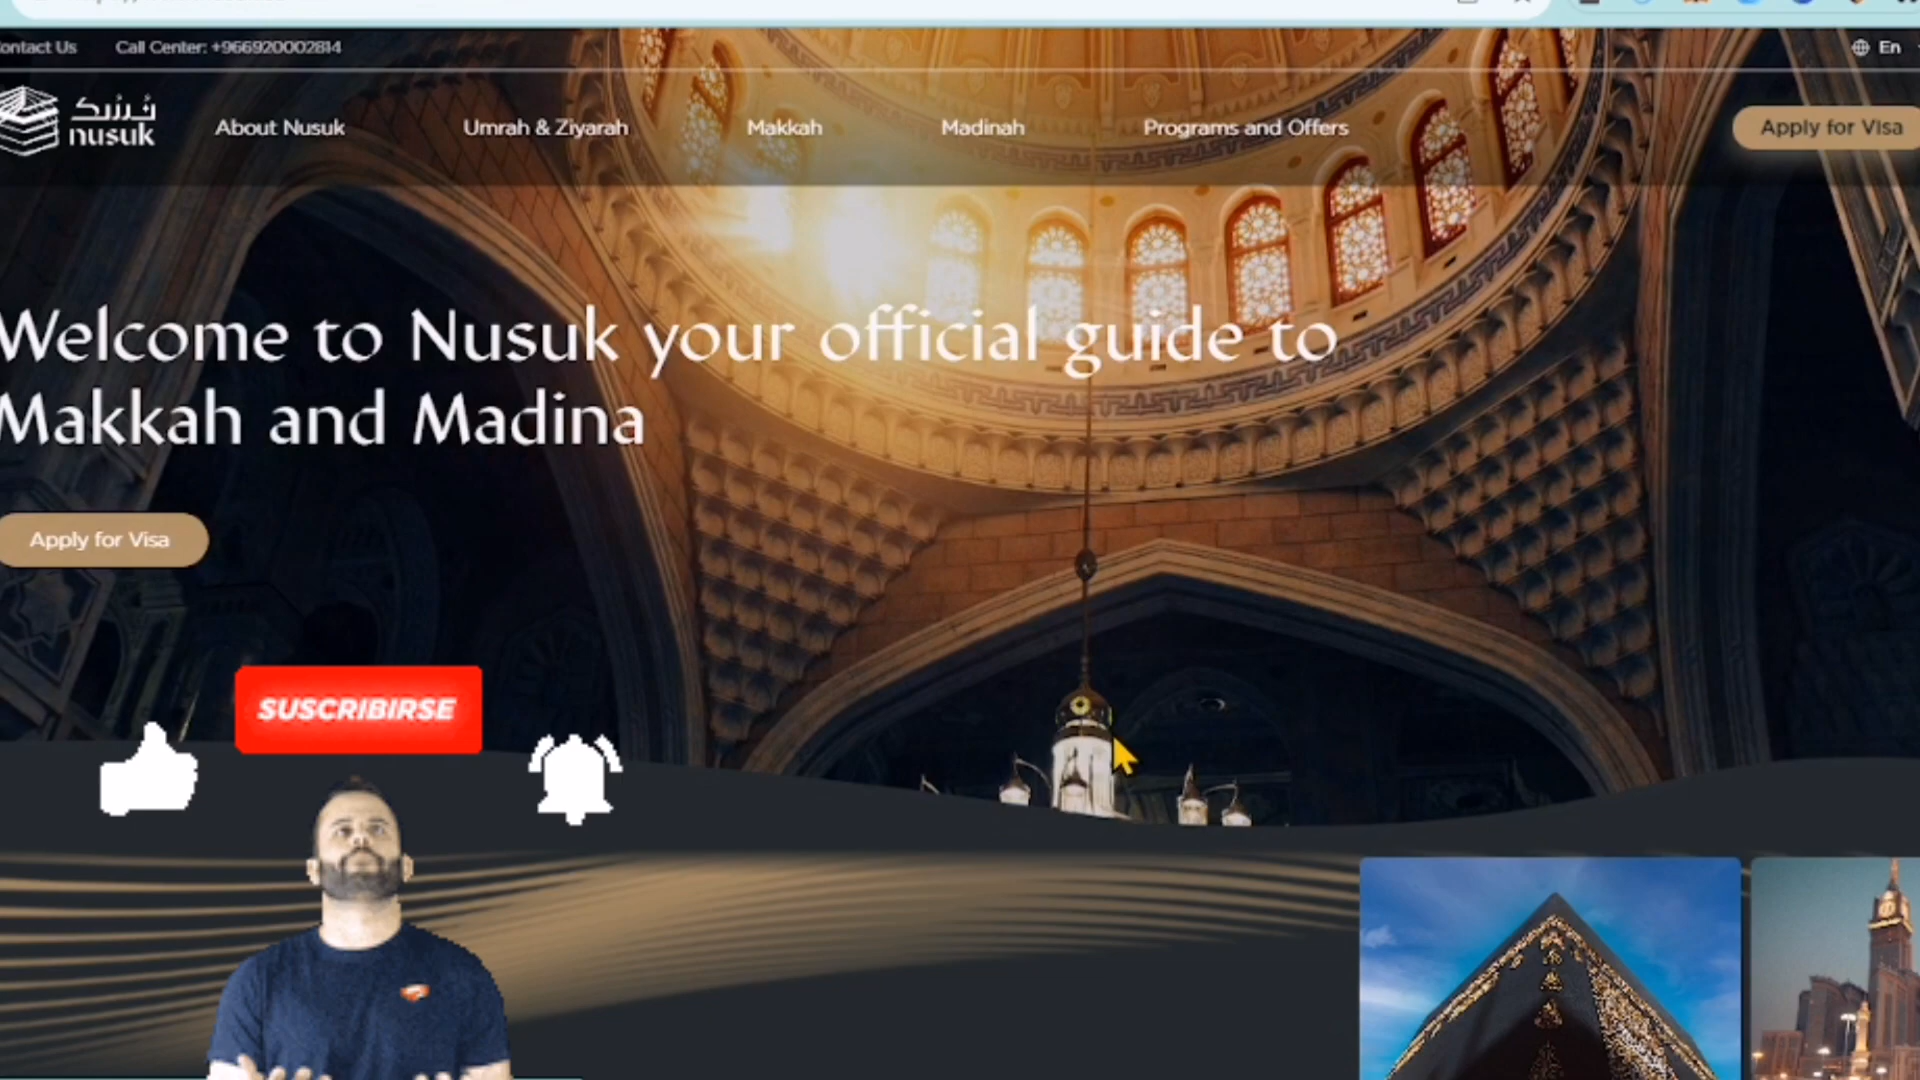 ontact Us
Call Center: +966920002814
En
نُسُك
nusuk
About Nusuk
Umrah & Ziyarah
Makkah
Madinah
Programs and Offers
Apply for Visa
Welcome to Nusuk your official guide to
Makkah and Madina
Apply for Visa
SUSCRIBIRSE